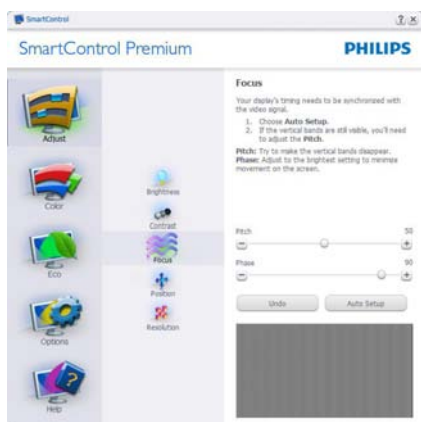 SmartControl
SmartControl Premium
PHILIPS
Adjust
Color
Eco
Options
Help
Brightness
Contrast
Focus
Position
Resolution
Focus
Your display's timing needs to be synchronized with
the video signal.
1. Choose Auto Setup.
2. If the vertical bands are still visible, you'll need
to adjust the Pitch.
Pitch: Try to make the vertical bands disappear.
Phase: Adjust to the brightest setting to minimize
movement on the screen.
Pitch 50
Phase 90
Undo Auto Setup